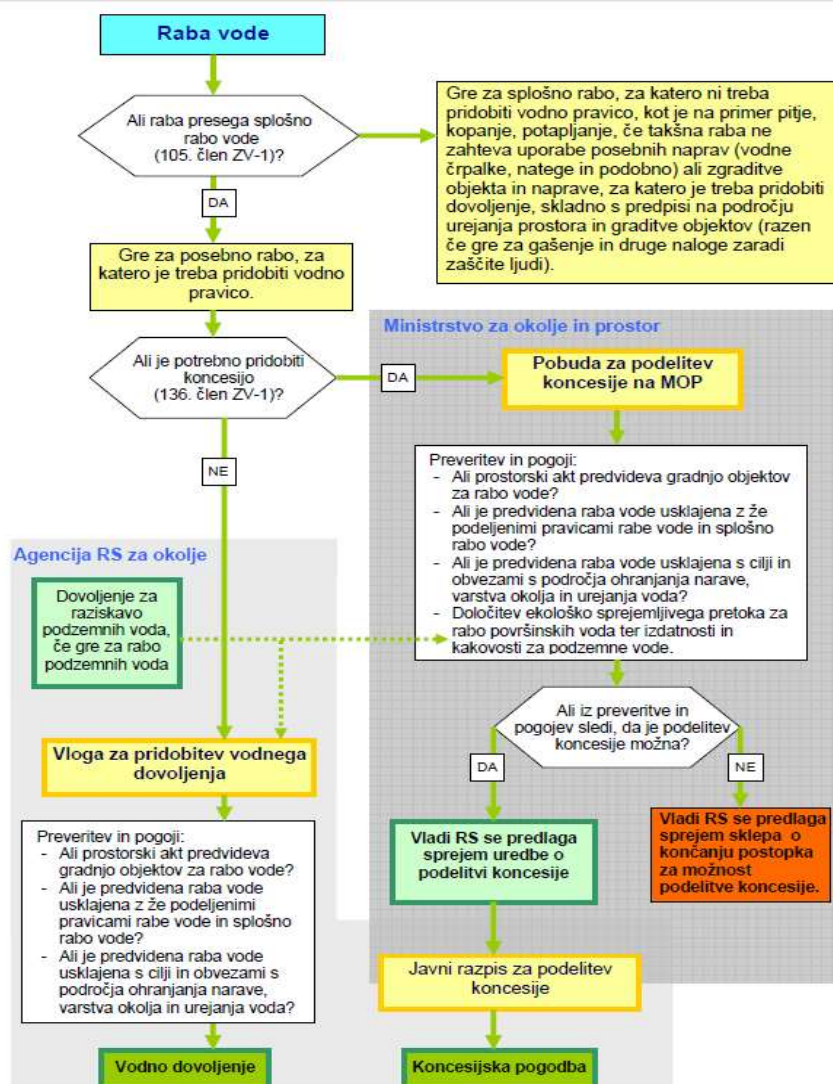 Raba vode
Ali raba presega splošno
rabo vode
(105. člen ZV-1)?
Gre za splošno rabo, za katero ni treba
pridobiti vodno pravico, kot je na primer pitje,
kopanje, potapljanje, če takšna raba ne
zahteva uporabe posebnih naprav (vodne
črpalke, natege in podobno) ali zgraditve
objekta in naprave, za katero je treba pridobiti
dovoljenje, skladno s predpisi na področju
urejanja prostora in graditve objektov (razen
če gre za gašenje in druge naloge zaradi
zaščite ljudi).
DA
Gre za posebno rabo, za
katero je treba pridobiti vodno
pravico.
Ali je potrebno pridobiti
koncesijo
(136. člen ZV-1)?
DA
NE
Ministrstvo za okolje in prostor
Pobuda za podelitev
koncesije na MOP
Preveritev in pogoji:
- Ali prostorski akt predvideva gradnjo objektov
za rabo vode?
- Ali je predvidena raba vode usklajena z že
podeljenimi pravicami rabe vode in splošno
rabo vode?
- Ali je predvidena raba vode usklajena s cilji in
obvezami s področja ohranjanja narave,
varstva okolja in urejanja voda?
- Določitev ekološko sprejemljivega pretoka za
rabo površinskih voda ter izdatnosti in
kakovosti za podzemne vode.
Ali iz preveritve in
pogojev sledi, da je podelitev
koncesije možna?
DA
NE
Vladi RS se predlaga
sprejem uredbe o
podelitvi koncesije
Vladi RS se predlaga
sprejem sklepa o
končanju postopka
za možnost
podelitve koncesije.
Javni razpis za podelitev
koncesije
Koncesijska pogodba
Agencija RS za okolje
Dovoljenje za
raziskavo
podzemnih voda,
če gre za rabo
podzemnih voda
Vloga za pridobitev vodnega
dovoljenja
Preveritev in pogoji:
- Ali prostorski akt predvideva
gradnjo objektov za rabo vode?
- Ali je predvidena raba vode
usklajena z že podeljenimi
pravicami rabe vode in splošno
rabo vode?
- Ali je predvidena raba vode
usklajena s cilji in obvezami s
področja ohranjanja narave,
varstva okolja in urejanja voda?
Vodno dovoljenje